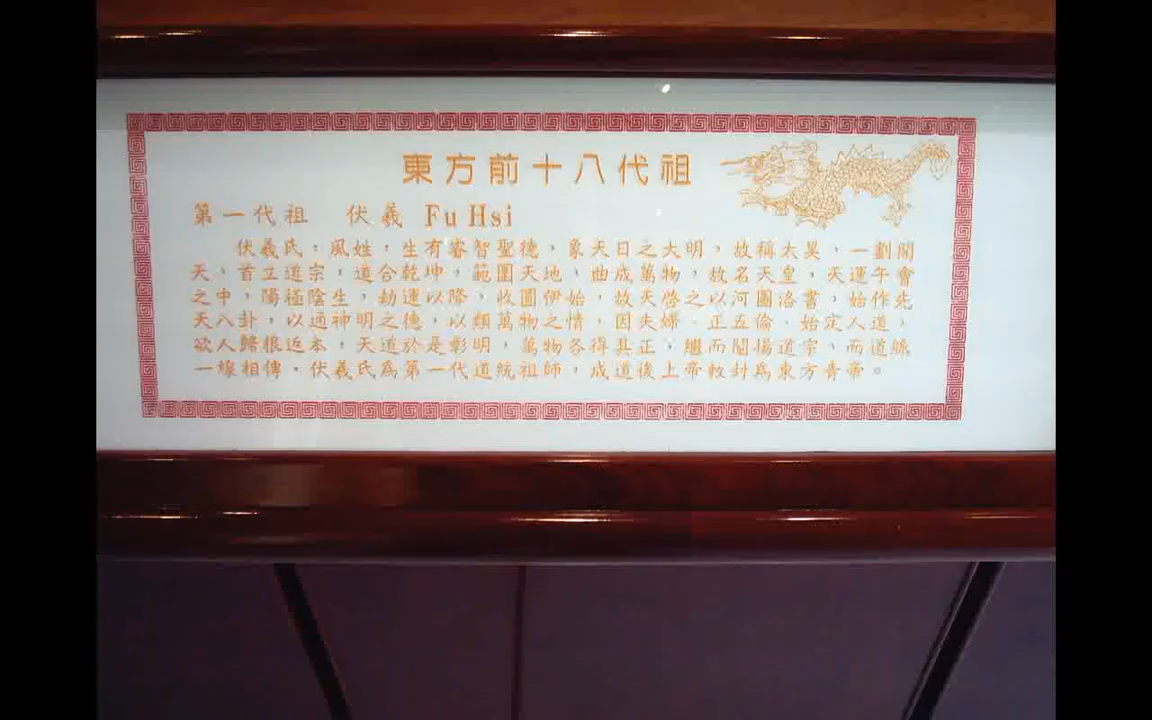 東方前十八代祖
第一代祖 伏羲 Fu Hsi
伏羲氏，風姓，生有睿智聖德，象天日之大明，故稱太昊，一劃開
天，首立道宗，道合乾坤，範圍天地，曲成萬物，故名天皇，天運午會
之中，陽極陰生，劫運以降，收圓伊始，故天啓之以河圖洛書，始作先
天八卦，以通神明之德，以類萬物之情，因夫婦，正五倫，始定人道，
欲人歸根返本，天道於是彰明，萬物各得其正，繼而闡揚道宗，而道脈
一線相傳。伏羲氏爲第一代道統祖師，成道後上帝敕封爲東方青帝。